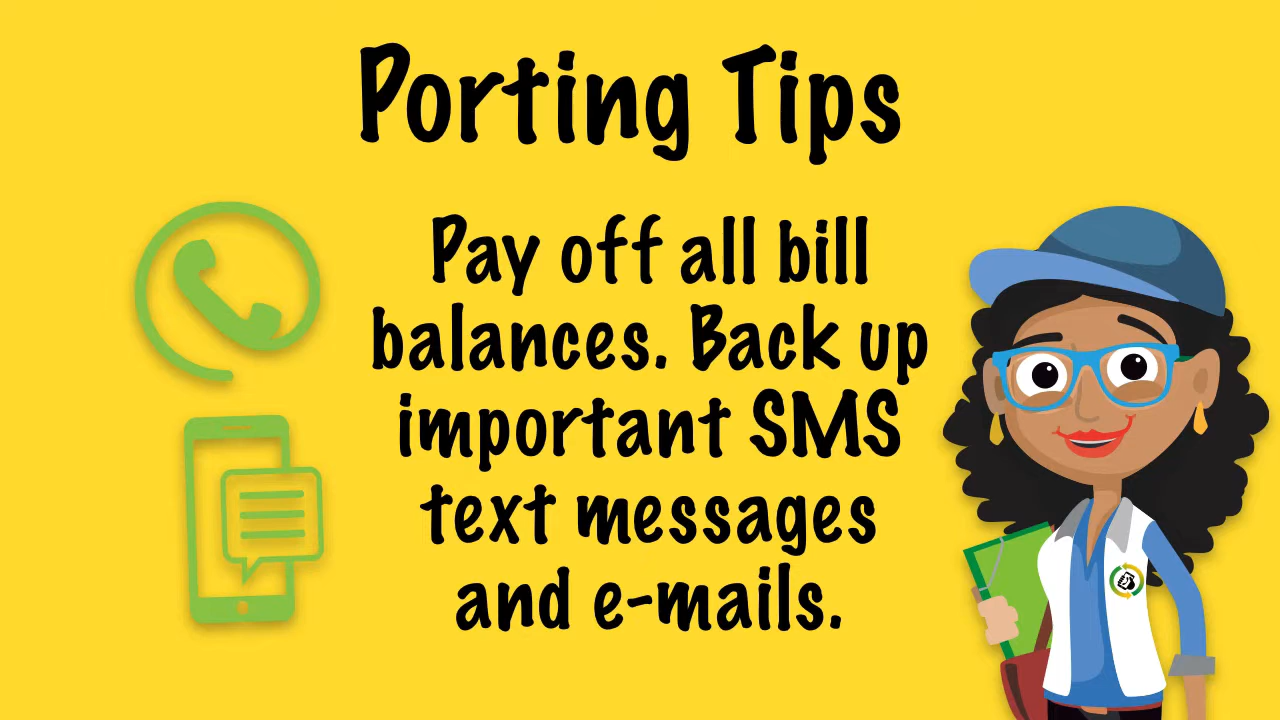 Porting Tips
Pay off all bill
balances. Back up
important SMS
text messages
and e-mails.